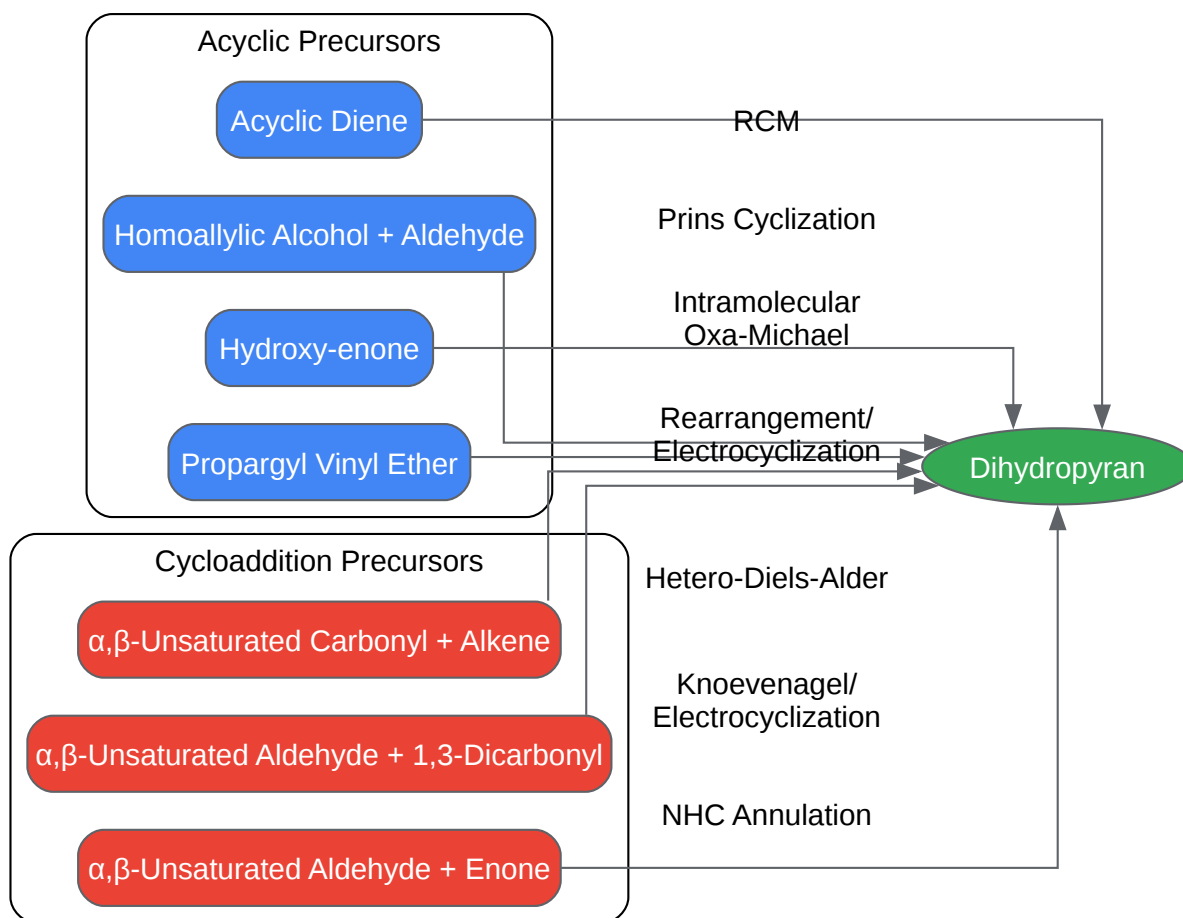 Acyclic Precursors
Acyclic Diene
RCM
Homoallylic Alcohol + Aldehyde
Prins Cyclization
Hydroxy-enone
Intramolecular
Oxa-Michael
Propargyl Vinyl Ether
Rearrangement/
Electrocyclization
Dihydropyran
Cycloaddition Precursors
α,β-Unsaturated Carbonyl + Alkene
Hetero-Diels-Alder
α,β-Unsaturated Aldehyde + 1,3-Dicarbonyl
Knoevenagel/
Electrocyclization
α,β-Unsaturated Aldehyde + Enone
NHC Annulation